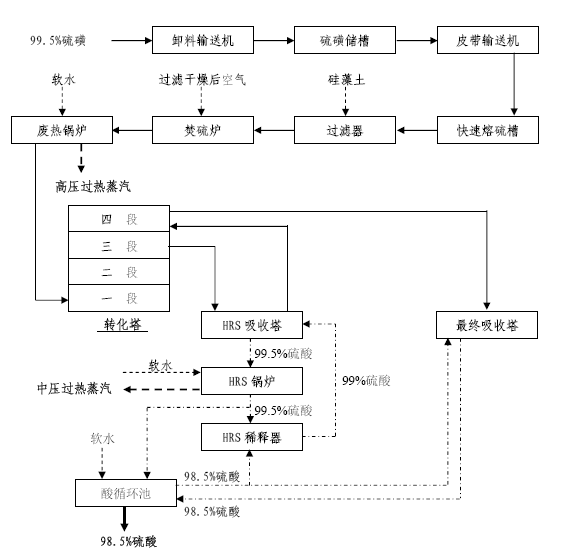 99.5%硫磺 卸料输送机 硫磺储槽 皮带输送机
软水 过滤干燥后空气 硅藻土
废热锅炉 焚硫炉 过滤器 快速熔硫槽
高压过热蒸汽
四 段
三 段
二 段
一 段
转化塔 HRS 吸收塔 最终吸收塔
99.5%硫酸
软水
中压过热蒸汽 HRS 锅炉 99%硫酸
99.5%硫酸
软水 HRS 稀释器
98.5%硫酸
酸循环池
98.5%硫酸
98.5%硫酸